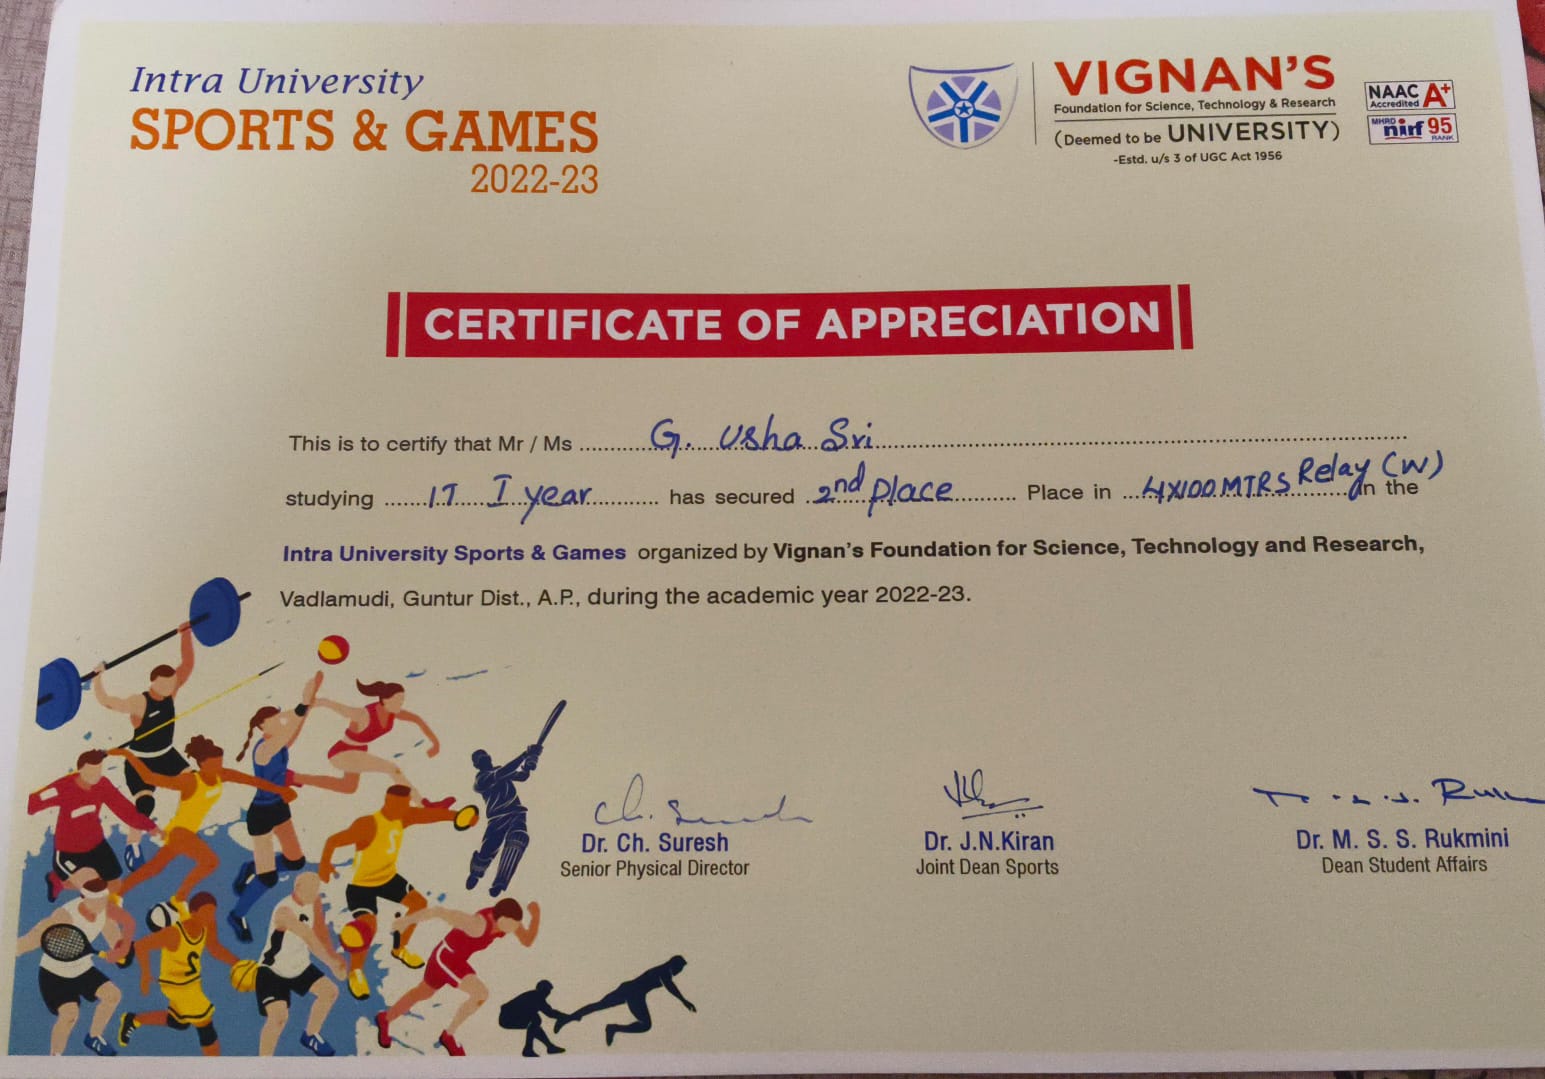 Intra University
SPORTS & GAMES
2022-23
VIGNAN'S
Foundation for Science, Technology & Research
(Deemed to be UNIVERSITY)
-Estd. u/s 3 of UGC Act 1956
NAAC A+
Accredited
MHRD nirf 95
RANK
CERTIFICATE OF APPRECIATION
This is to certify that Mr / Ms G. Usha Sri
studying IT I year has secured 2nd place Place in 4X100 MTRS Relay (W) in the
Intra University Sports & Games organized by Vignan's Foundation for Science, Technology and Research,
Vadlamudi, Guntur Dist., A.P., during the academic year 2022-23.
Ch. Suresh
Dr. Ch. Suresh
Senior Physical Director
Dr. J.N.Kiran
Joint Dean Sports
Dr. M. S. S. Rukmini
Dean Student Affairs